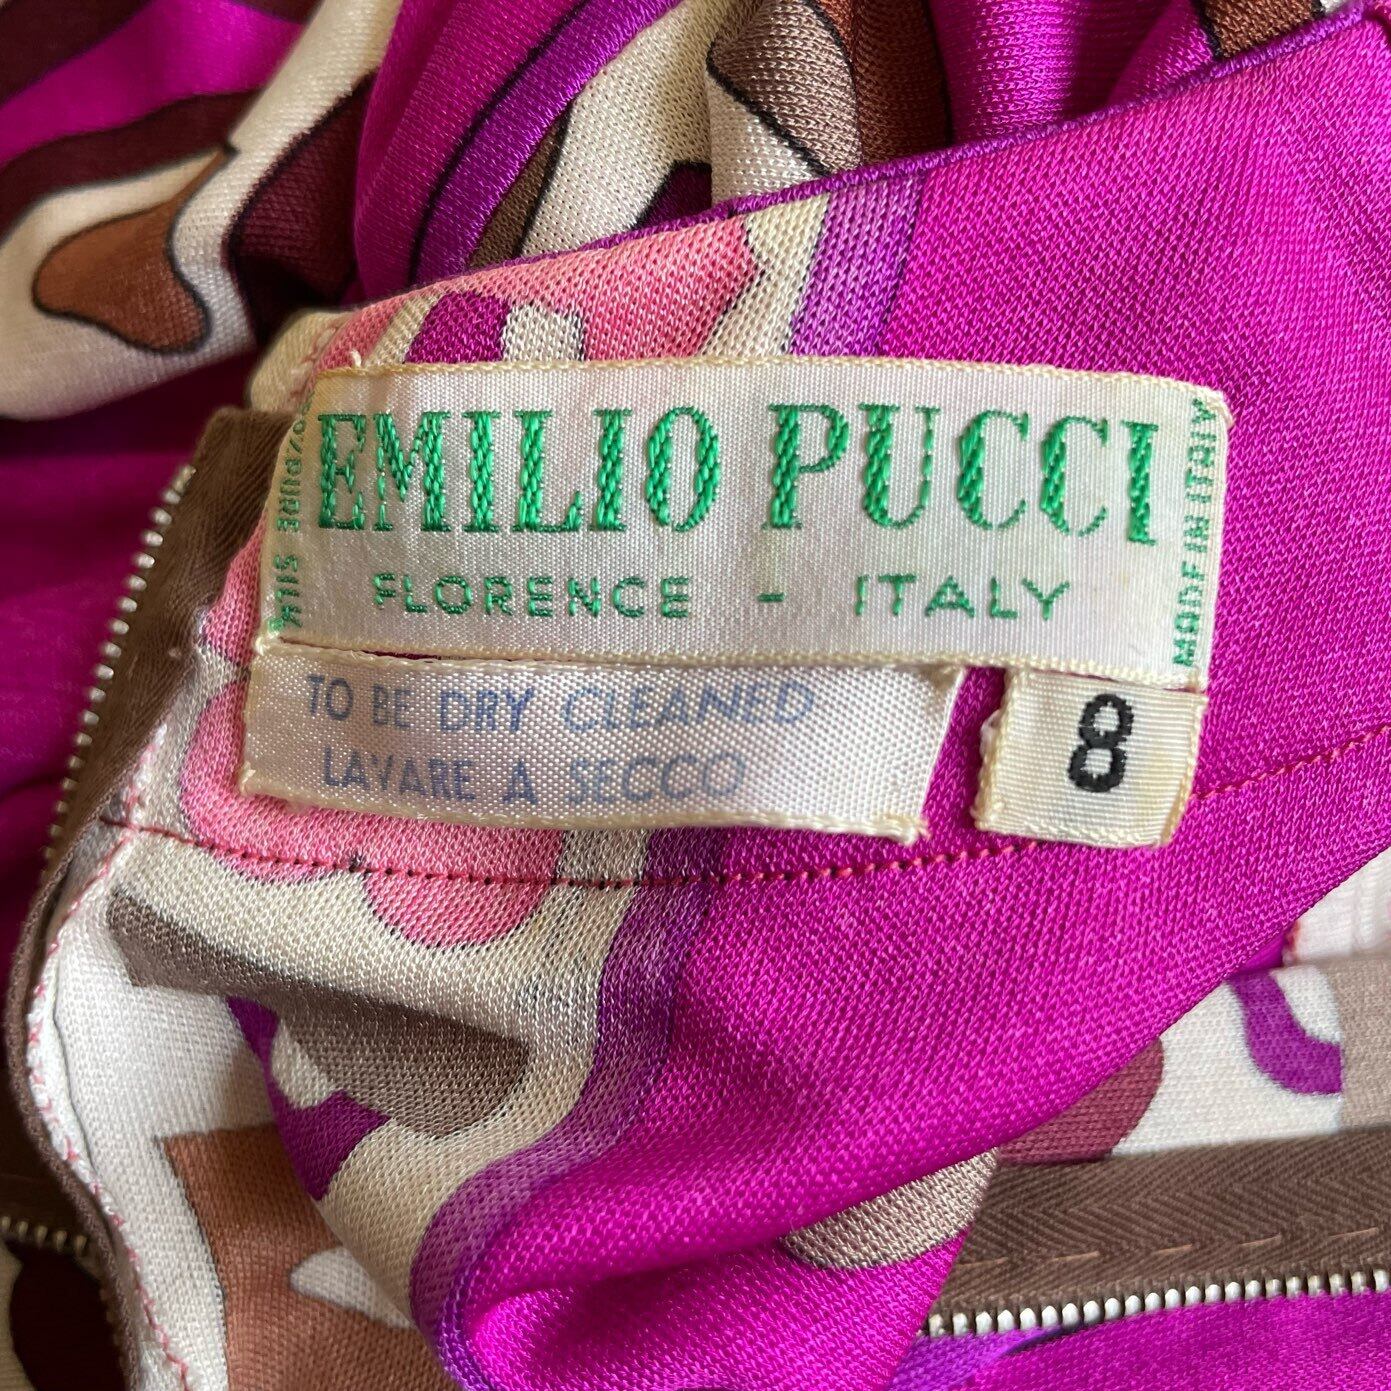 EMILIO PUCCI
FLORENCE - ITALY
PURE SILK
MADE IN ITALY
TO BE DRY CLEANED
LAVARE A SECCO
8